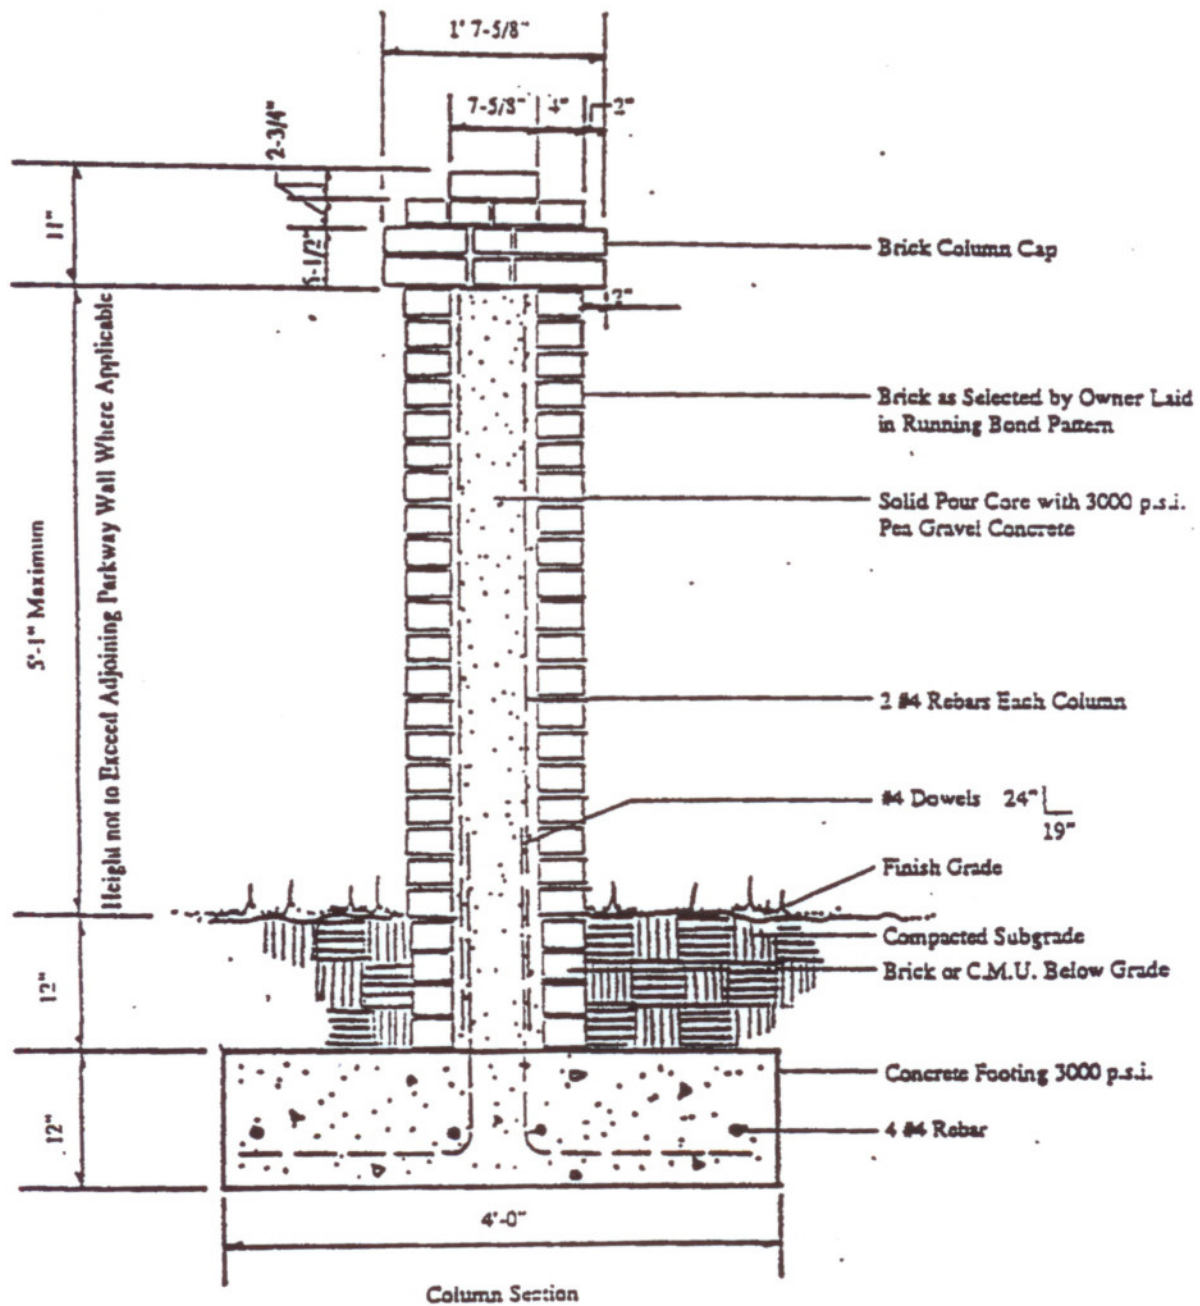 1' 7-5/8"
7-5/8" 4" 2"
2-3/4"
11"
5-1/2"
Brick Column Cap
2"
Brick as Selected by Owner Laid
in Running Bond Pattern
Solid Pour Core with 3000 p.s.i.
Pea Gravel Concrete
5'-1" Maximum
Height not to Exceed Adjoining Parkway Wall Where Applicable
2 #4 Rebars Each Column
#4 Dowels 24"
19"
Finish Grade
Compacted Subgrade
Brick or C.M.U. Below Grade
12"
Concrete Footing 3000 p.s.i.
4 #4 Rebar
12"
4'-0"
Column Section